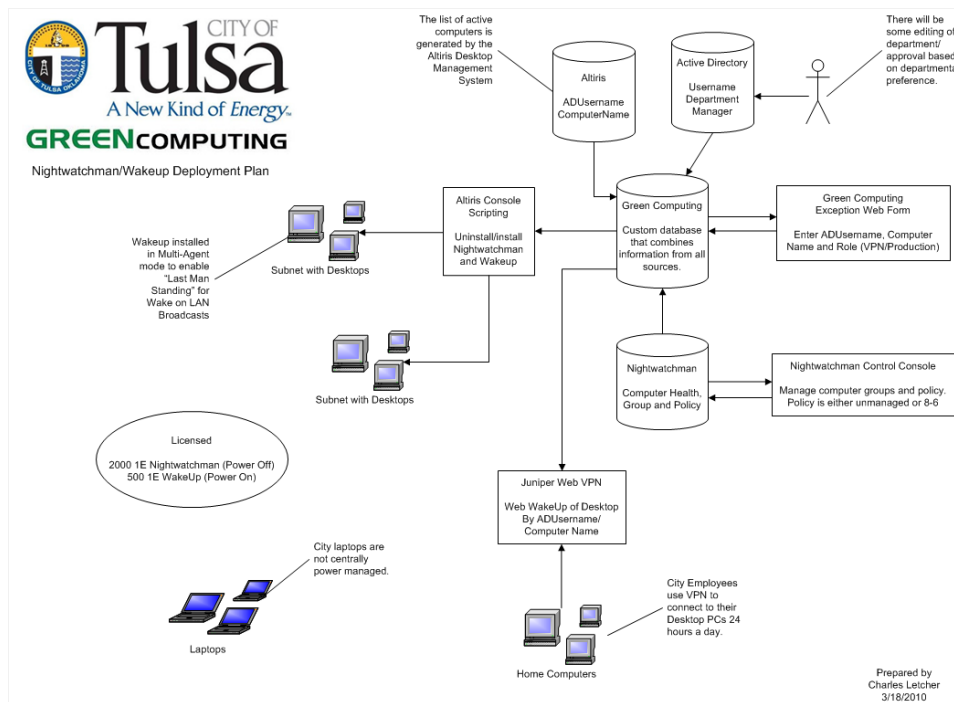 CITY OF
Tulsa
A New Kind of Energy™
CITY OF TULSA OKLAHOMA
GREENCOMPUTING
Nightwatchman/Wakeup Deployment Plan
The list of active
computers is
generated by the
Altiris Desktop
Management
System
Altiris
ADUsername
ComputerName
Active Directory
Username
Department
Manager
There will be
some editing of
department/
approval based
on departmenta
preference.
Wakeup installed
in Multi-Agent
mode to enable
“Last Man
Standing” for
Wake on LAN
Broadcasts
Subnet with Desktops
Altiris Console
Scripting
Uninstall/install
Nightwatchman
and Wakeup
Green Computing
Custom database
that combines
information from all
sources.
Green Computing
Exception Web Form
Enter ADUsername, Computer
Name and Role (VPN/Production)
Subnet with Desktops
Nightwatchman
Computer Health,
Group and Policy
Nightwatchman Control Console
Manage computer groups and policy.
Policy is either unmanaged or 8-6
Licensed
2000 1E Nightwatchman (Power Off)
500 1E WakeUp (Power On)
Juniper Web VPN
Web WakeUp of Desktop
By ADUsername/
Computer Name
City laptops are
not centrally
power managed.
Laptops
City Employees
use VPN to
connect to their
Desktop PCs 24
hours a day.
Home Computers
Prepared by
Charles Letcher
3/18/2010